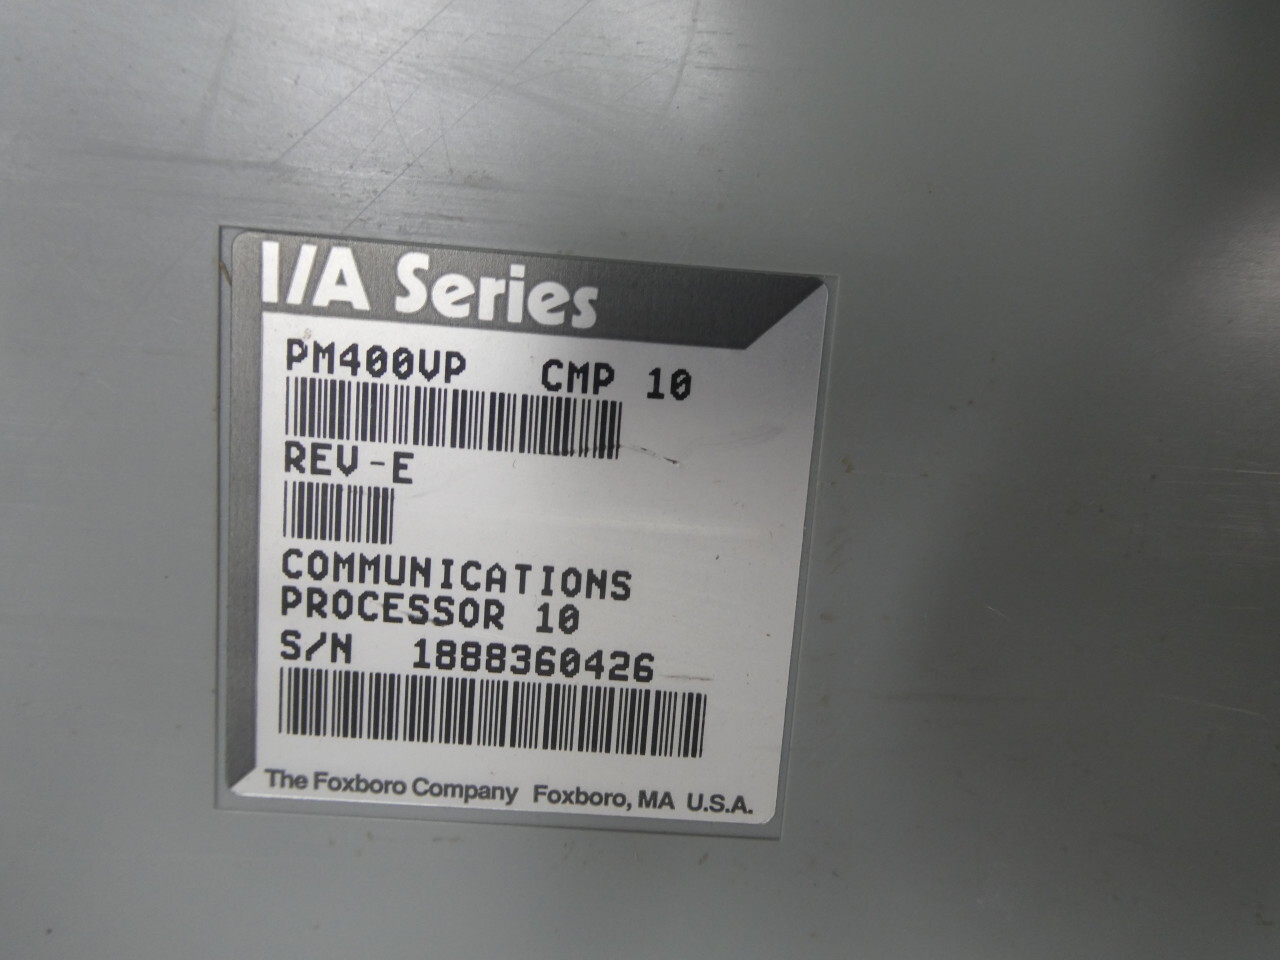 I/A Series
PM400VP CMP 10
REV-E
COMMUNICATIONS
PROCESSOR 10
S/N 1888360426
The Foxboro Company Foxboro, MA U.S.A.